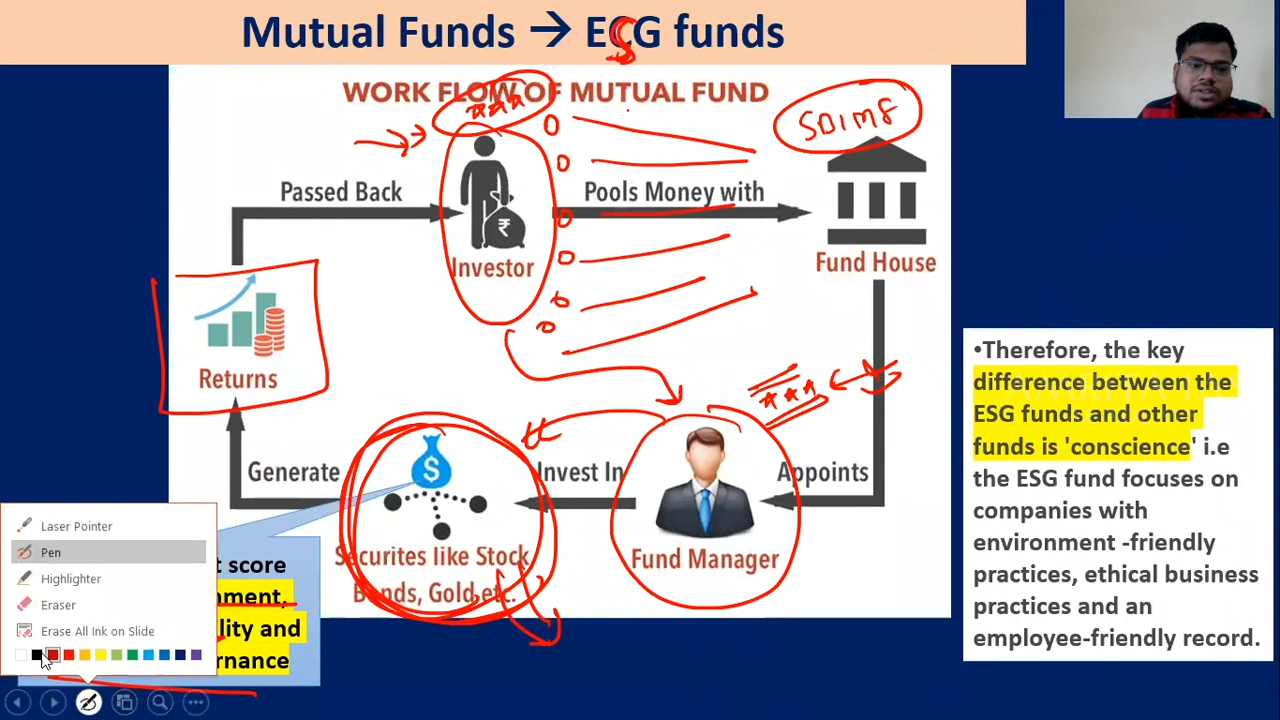 Mutual Funds → ESG funds
WORK FLOW OF MUTUAL FUND
***
SBIMF
Passed Back
Pools Money with
Investor
Fund House
Returns
***
Generate
Invest In
Appoints
$
₹
Securites like Stock,
Bonds, Gold etc.
Fund Manager
•Therefore, the key
difference between the
ESG funds and other
funds is 'conscience' i.e
the ESG fund focuses on
companies with
environment -friendly
practices, ethical business
practices and an
employee-friendly record.
Laser Pointer
Pen
Highlighter
Eraser
Erase All Ink on Slide
score
and